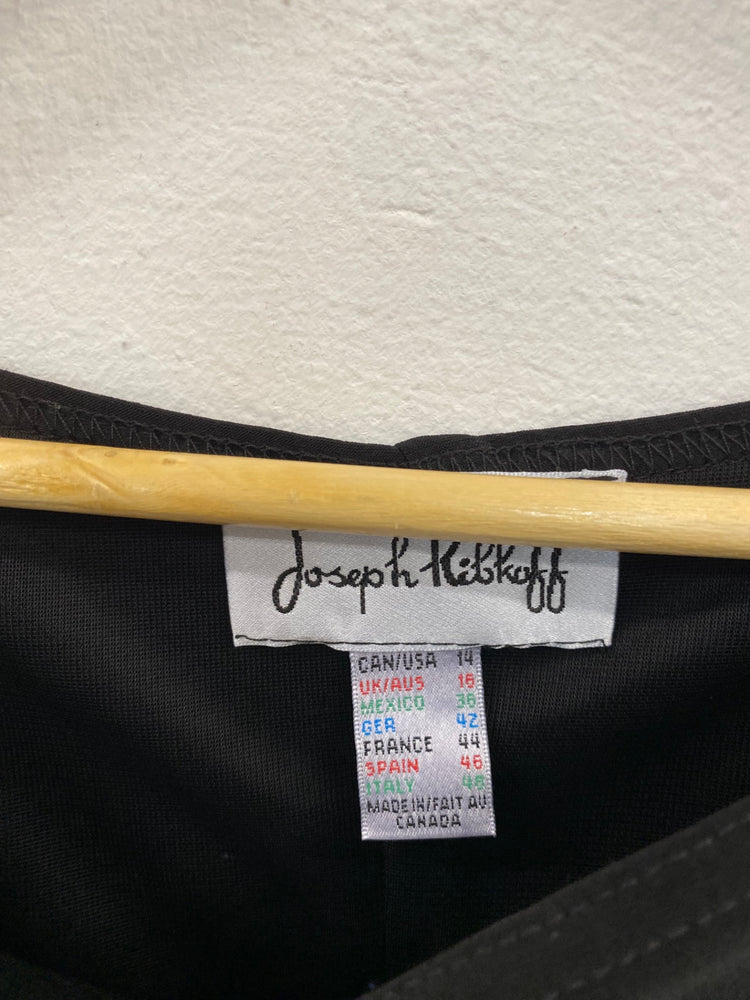 Joseph Ribkoff
CAN/USA 14
UK/AUS 16
MEXICO 36
GER 42
FRANCE 44
SPAIN 46
ITALY 48
MADE IN/FAIT AU
CANADA